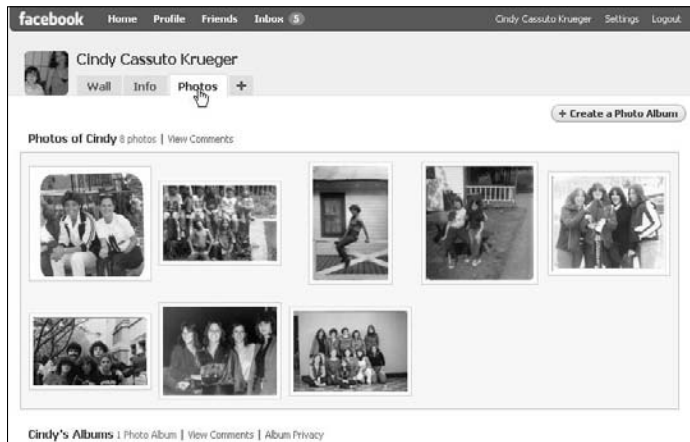 facebook Home Profile Friends Inbox 5 Cindy Cassuto Krueger Settings Logout
Cindy Cassuto Krueger
Wall Info Photos +
+ Create a Photo Album
Photos of Cindy 8 photos | View Comments
Cindy's Albums 1 Photo Album | View Comments | Album Privacy